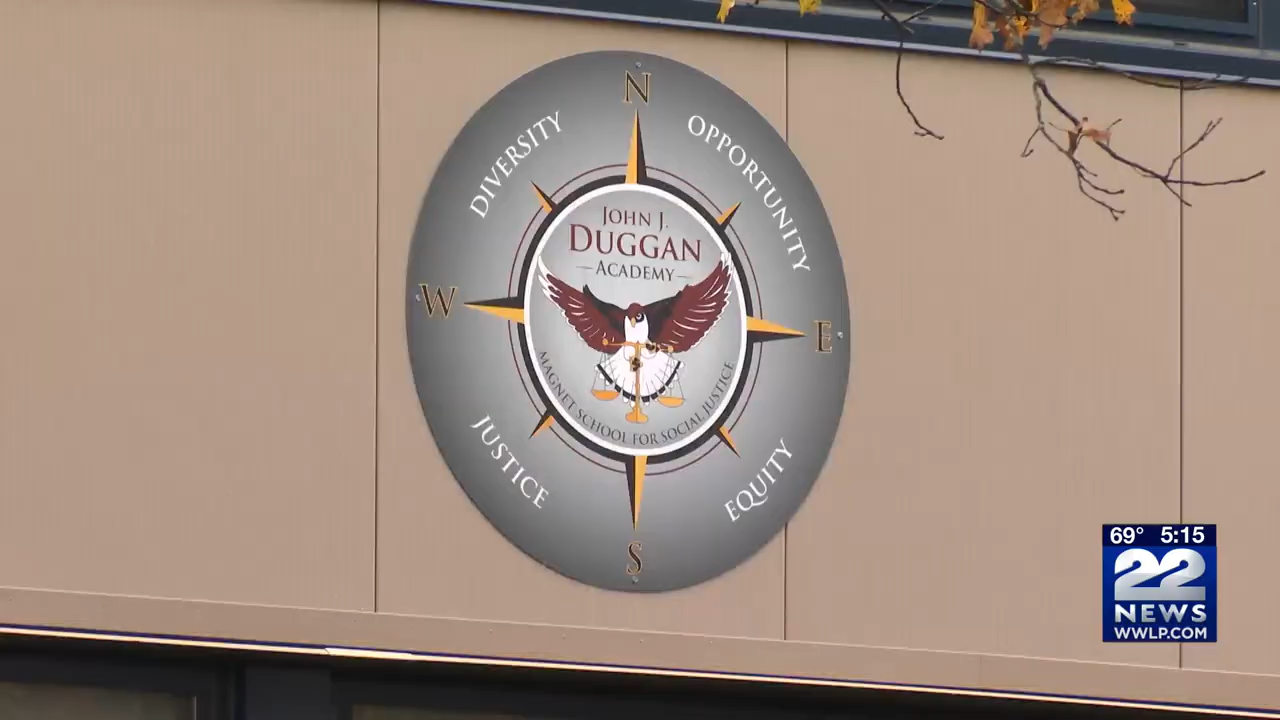 N
DIVERSITY
OPPORTUNITY
JOHN J.
DUGGAN
ACADEMY
W
E
MAGNET SCHOOL FOR SOCIAL JUSTICE
JUSTICE
EQUITY
S
69° 5:15
22
NEWS
WWLP.COM